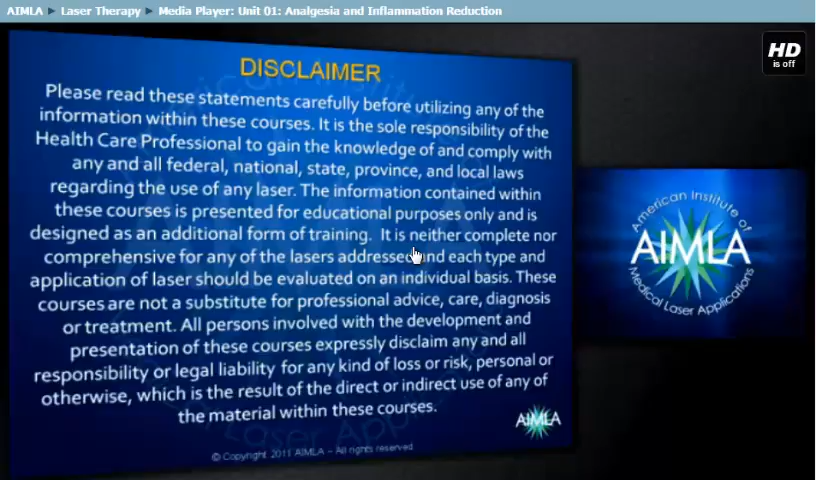 AIMLA ► Laser Therapy ► Media Player: Unit 01: Analgesia and Inflammation Reduction
HD
is off
DISCLAIMER
Please read these statements carefully before utilizing any of the
information within these courses. It is the sole responsibility of the
Health Care Professional to gain the knowledge of and comply with
any and all federal, national, state, province, and local laws
regarding the use of any laser. The information contained within
these courses is presented for educational purposes only and is
designed as an additional form of training. It is neither complete nor
comprehensive for any of the lasers addressed and each type and
application of laser should be evaluated on an individual basis. These
courses are not a substitute for professional advice, care, diagnosis
or treatment. All persons involved with the development and
presentation of these courses expressly disclaim any and all
responsibility or legal liability for any kind of loss or risk, personal or
otherwise, which is the result of the direct or indirect use of any of
the material within these courses.
AIMLA
© Copyright 2011 AIMLA – All rights reserved
American Institute of
AIMLA
Medical Laser Applications